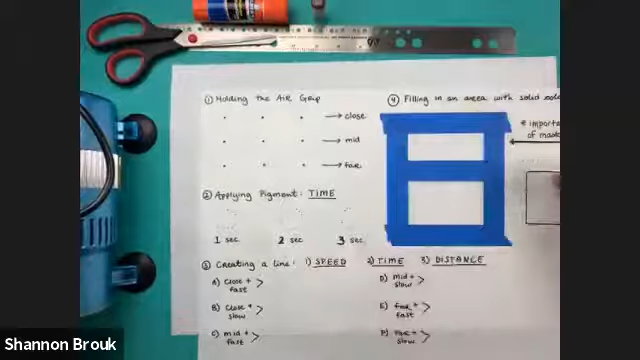 ① Holding the Air Grip
→ close
→ mid
→ far
② Applying Pigment: TIME
1 sec.
2 sec
3 sec.
③ Creating a line: 1) SPEED 2) TIME 3) DISTANCE
A) close + fast >
B) close + slow >
C) mid + fast >
D) mid + slow >
E) far + fast >
F) far + slow >
④ Filling in an area with solid
of
Shannon Brouk